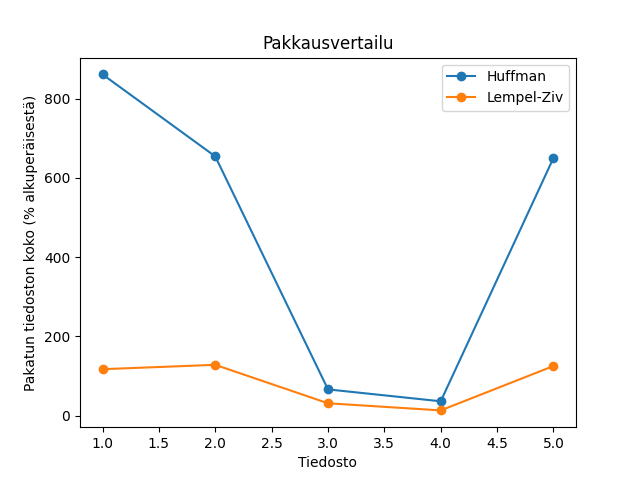 Pakkausvertailu
Huffman
Lempel-Ziv
Pakatun tiedoston koko (% alkuperäisestä)
800
600
400
200
0
1.0 1.5 2.0 2.5 3.0 3.5 4.0 4.5 5.0
Tiedosto